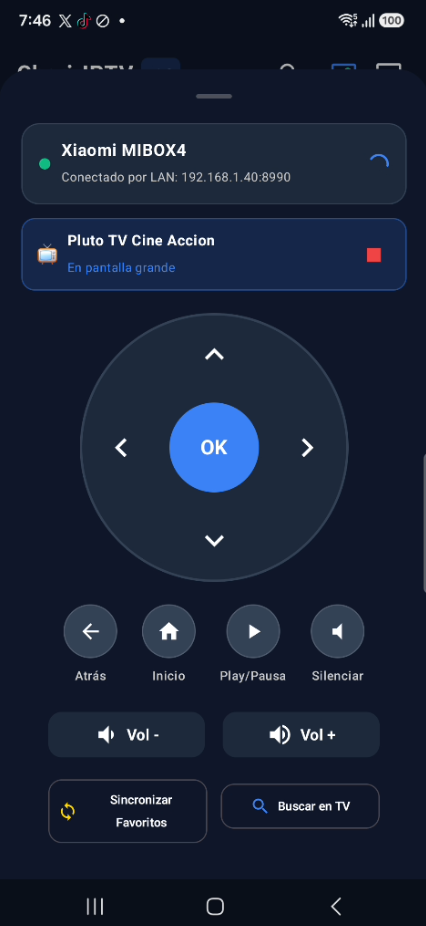 7:46
100
Xiaomi MIBOX4
Conectado por LAN: 192.168.1.40:8990
Pluto TV Cine Accion
En pantalla grande
OK
Atrás Inicio Play/Pausa Silenciar
Vol - Vol +
Sincronizar
Favoritos
Buscar en TV